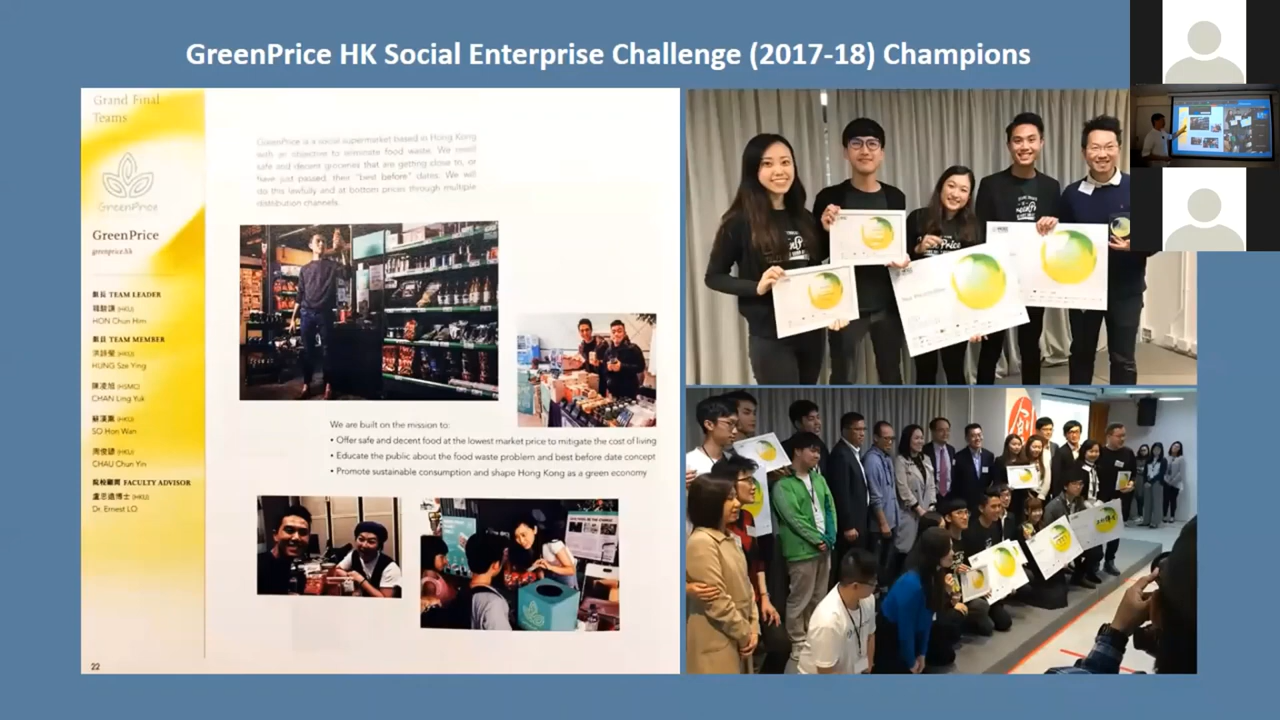 GreenPrice HK Social Enterprise Challenge (2017-18) Champions
Grand Final
Teams
GreenPrice
GreenPrice
greenprice.hk
組長 TEAM LEADER
(HKU)
HON Chun Him
組員 TEAM MEMBER
洪詩瑩 (HKU)
HUNG Sze Ying
陳凌旭 (HSMC)
CHAN Ling Yuk
蘇漢雲 (HKU)
SO Hon Wan
周俊 (HKU)
CHAU Chun Yin
院校顧問 FACULTY ADVISOR
盧思遠博士 (HKU)
Dr. Ernest LO
22
GreenPrice is a social supermarket based in Hong Kong
with an objective to eliminate food waste. We resell
safe and decent groceries that are getting close to, or
have just passed, their "best before" dates. We will
do this lawfully and at bottom prices through multiple
distribution channels.
We are built on the mission to:
• Offer safe and decent food at the lowest market price to mitigate the cost of living
• Educate the public about the food waste problem and best before date concept
• Promote sustainable consumption and shape Hong Kong as a green economy
創